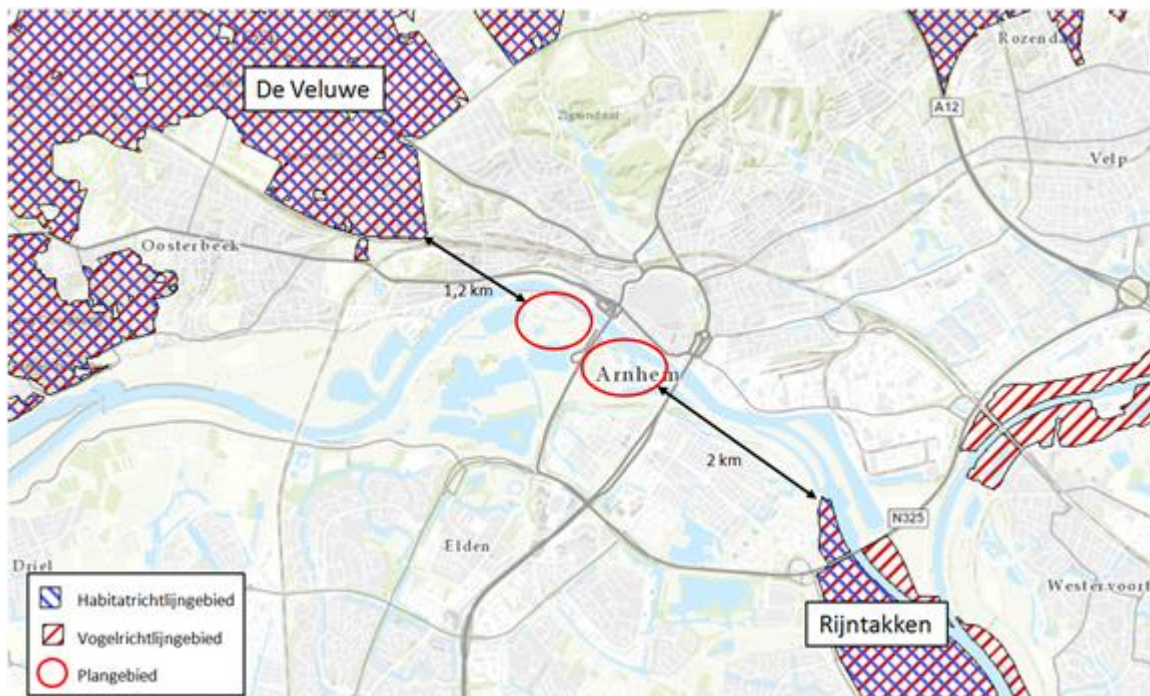 De Veluwe
Rozenda
A12
Zijpendaal
Velp
Oosterbeek
1,2 km
Arnhem
2 km
N325
Elden
Driel
Westervoort
Rijntakken
Habitatrichtlijngebied
Vogelrichtlijngebied
Plangebied